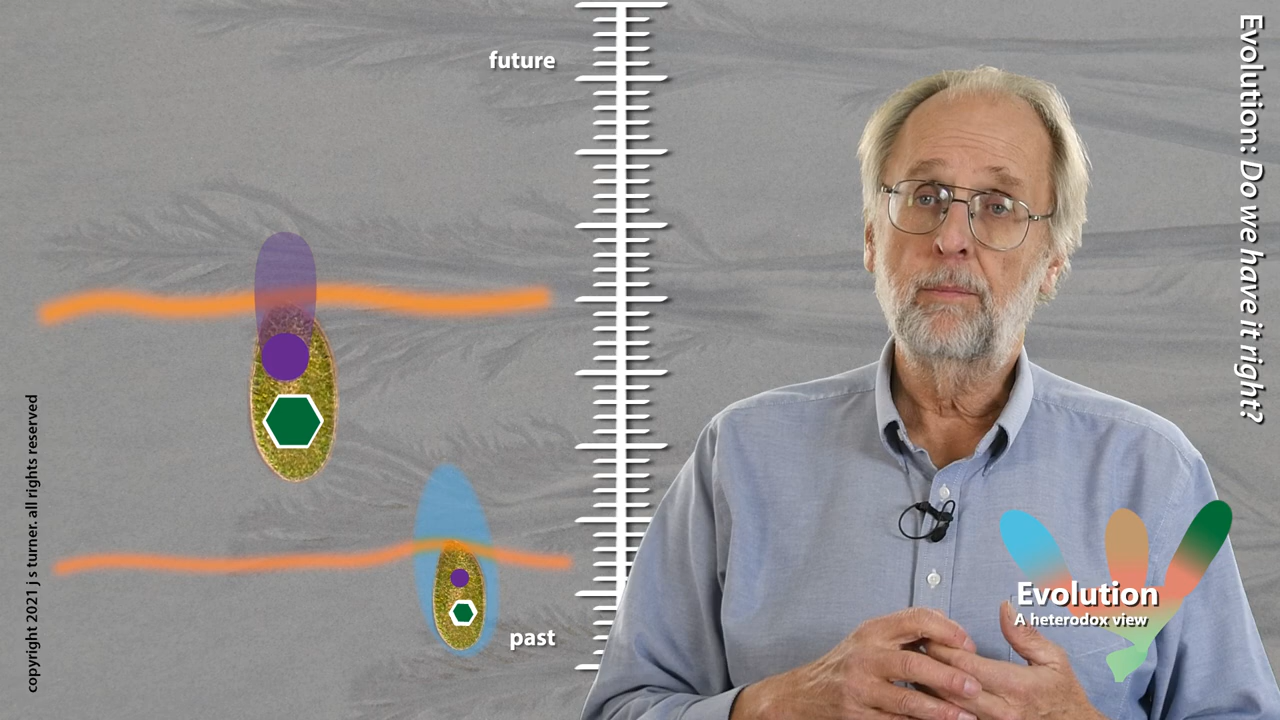 future
past
copyright 2021 j s turner. all rights reserved
Evolution: Do we have it right?
Evolution
A heterodox view